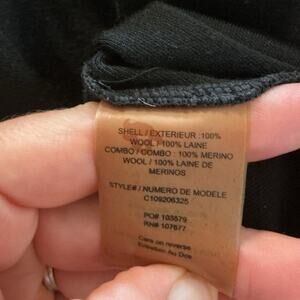 SHELL / EXTERIEUR :100%
WOOL / 100% LAINE
COMBO / COMBO : 100% MERINO
WOOL / 100% LAINE DE
MERINOS
STYLE# / NUMERO DE MODELE
C109206325
PO# 103579
RN# 107677
Care on reverse
Entretien Au Dos